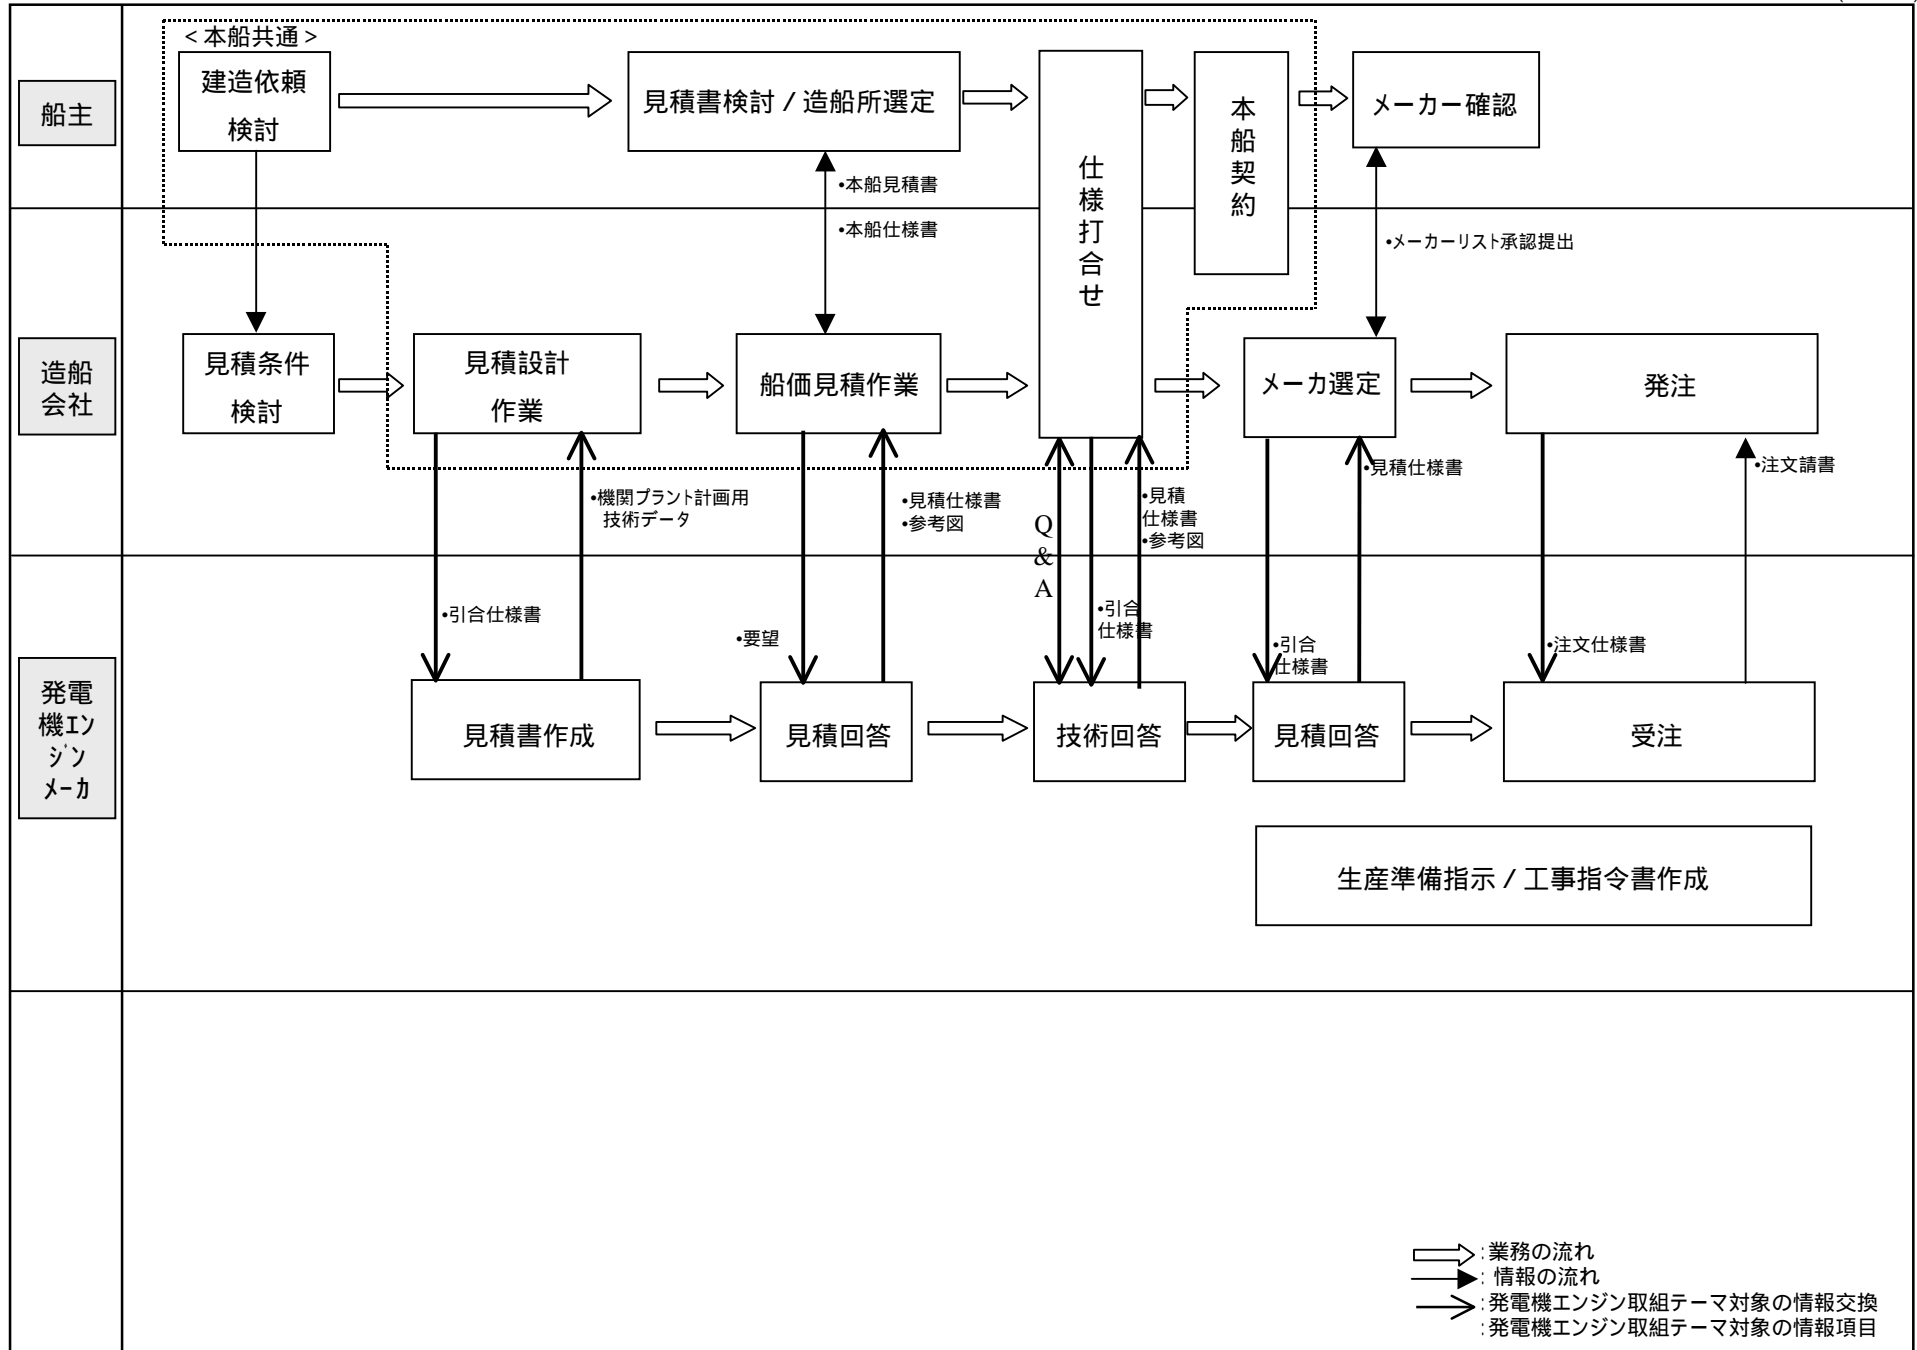 <本船共通>
船主
建造依頼
検討
見積書検討 / 造船所選定
仕様打合せ
本船契約
メーカー確認
•本船見積書
•本船仕様書
•メーカーリスト承認提出
造船
会社
見積条件
検討
見積設計
作業
船価見積作業
メーカ選定
発注
•機関プラント計画用
技術データ
•見積仕様書
•参考図
Q
&
A
•見積
仕様書
•参考図
•見積仕様書
•注文請書
•引合仕様書
•要望
•引合
仕様書
•引合
仕様書
•注文仕様書
発電
機エン
ジン
メーカ
見積書作成
見積回答
技術回答
見積回答
受注
生産準備指示 / 工事指令書作成
:業務の流れ
: 情報の流れ
:発電機エンジン取組テーマ対象の情報交換
:発電機エンジン取組テーマ対象の情報項目